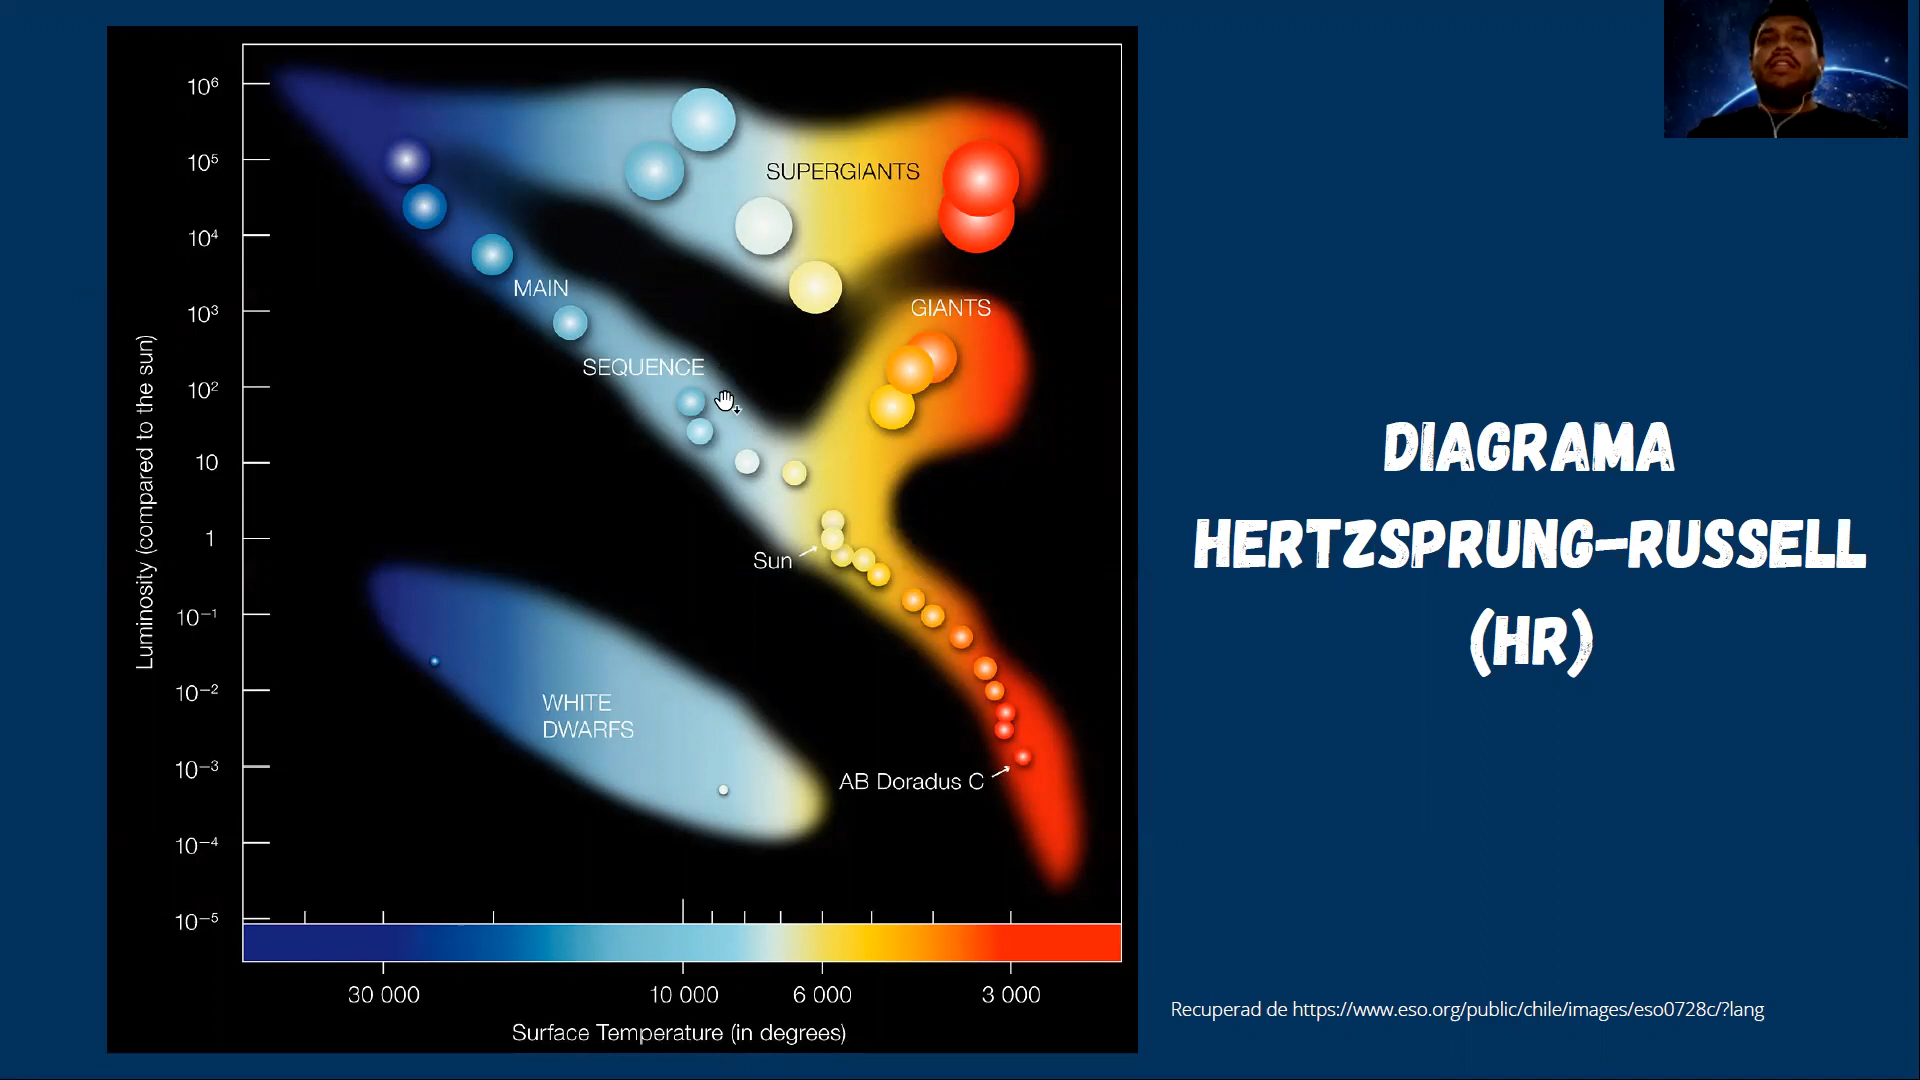 10⁶
10⁵
10⁴
10³
10²
10
1
10⁻¹
10⁻²
10⁻³
10⁻⁴
10⁻⁵
Luminosity (compared to the sun)
SUPERGIANTS
MAIN
GIANTS
SEQUENCE
Sun
WHITE
DWARFS
AB Doradus C
30 000
10 000
6 000
3 000
Surface Temperature (in degrees)
DIAGRAMA
HERTZSPRUNG-RUSSELL
(HR)
Recuperad de https://www.eso.org/public/chile/images/eso0728c/?lang